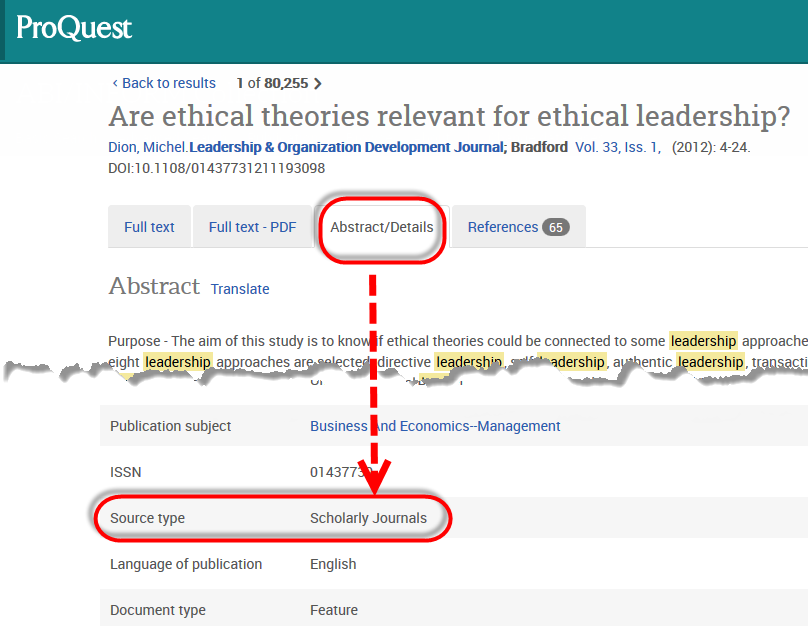 ProQuest
‹ Back to results 1 of 80,255 >
Are ethical theories relevant for ethical leadership?
Dion, Michel.Leadership & Organization Development Journal; Bradford Vol. 33, Iss. 1, (2012): 4-24.
DOI:10.1108/01437731211193098
Full text Full text - PDF Abstract/Details References 65
Abstract Translate
Purpose - The aim of this study is to know if ethical theories could be connected to some leadership approache
eight leadership approaches are selected: directive leadership, self-leadership, authentic leadership, transacti
Publication subject Business And Economics--Management
ISSN 01437739
Source type Scholarly Journals
Language of publication English
Document type Feature